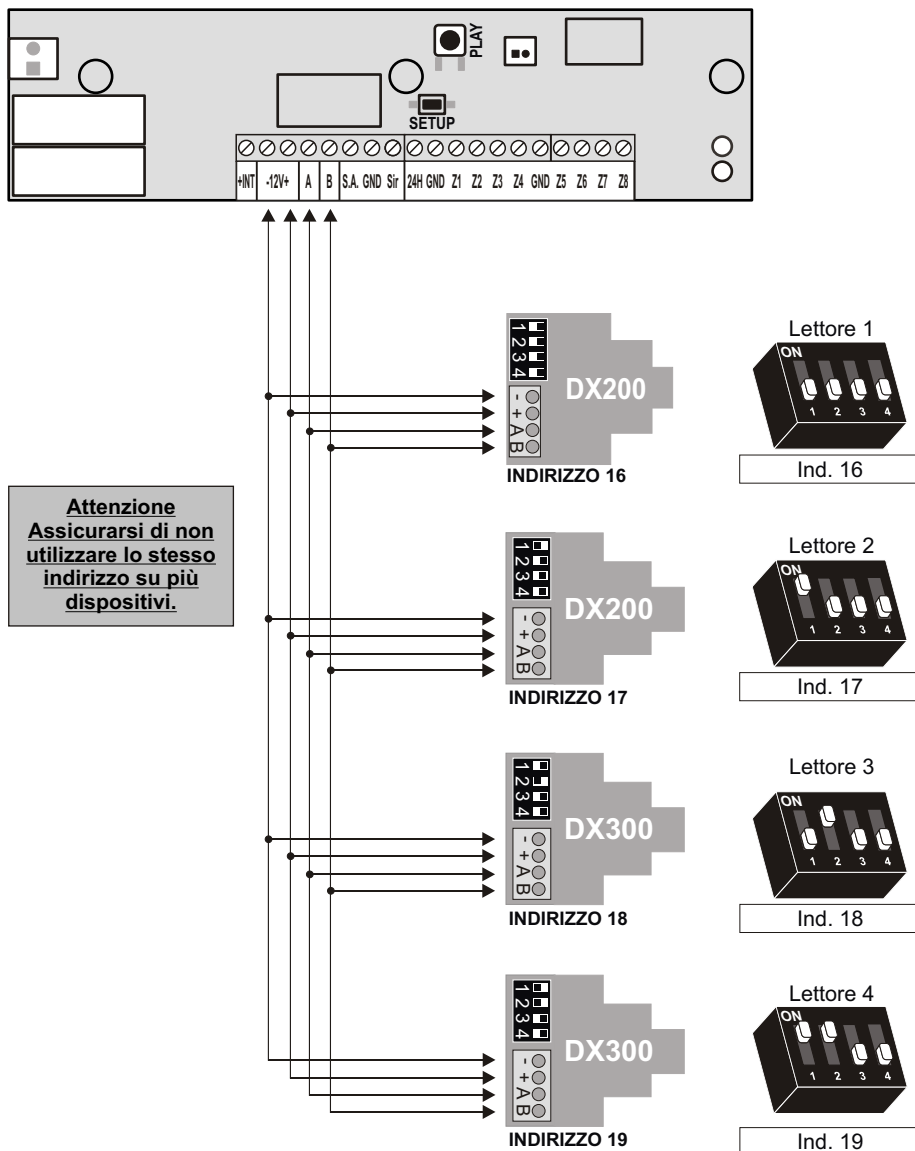 PLAY
SETUP
+INT -12V+ A B S.A. GND Sir 24H GND Z1 Z2 Z3 Z4 GND Z5 Z6 Z7 Z8
1 2 3 4
DX200
- + A B
INDIRIZZO 16
Lettore 1
ON
1 2 3 4
Ind. 16
Attenzione
Assicurarsi di non
utilizzare lo stesso
indirizzo su più
dispositivi.
1 2 3 4
DX200
- + A B
INDIRIZZO 17
Lettore 2
ON
1 2 3 4
Ind. 17
1 2 3 4
DX300
- + A B
INDIRIZZO 18
Lettore 3
ON
1 2 3 4
Ind. 18
1 2 3 4
DX300
- + A B
INDIRIZZO 19
Lettore 4
ON
1 2 3 4
Ind. 19